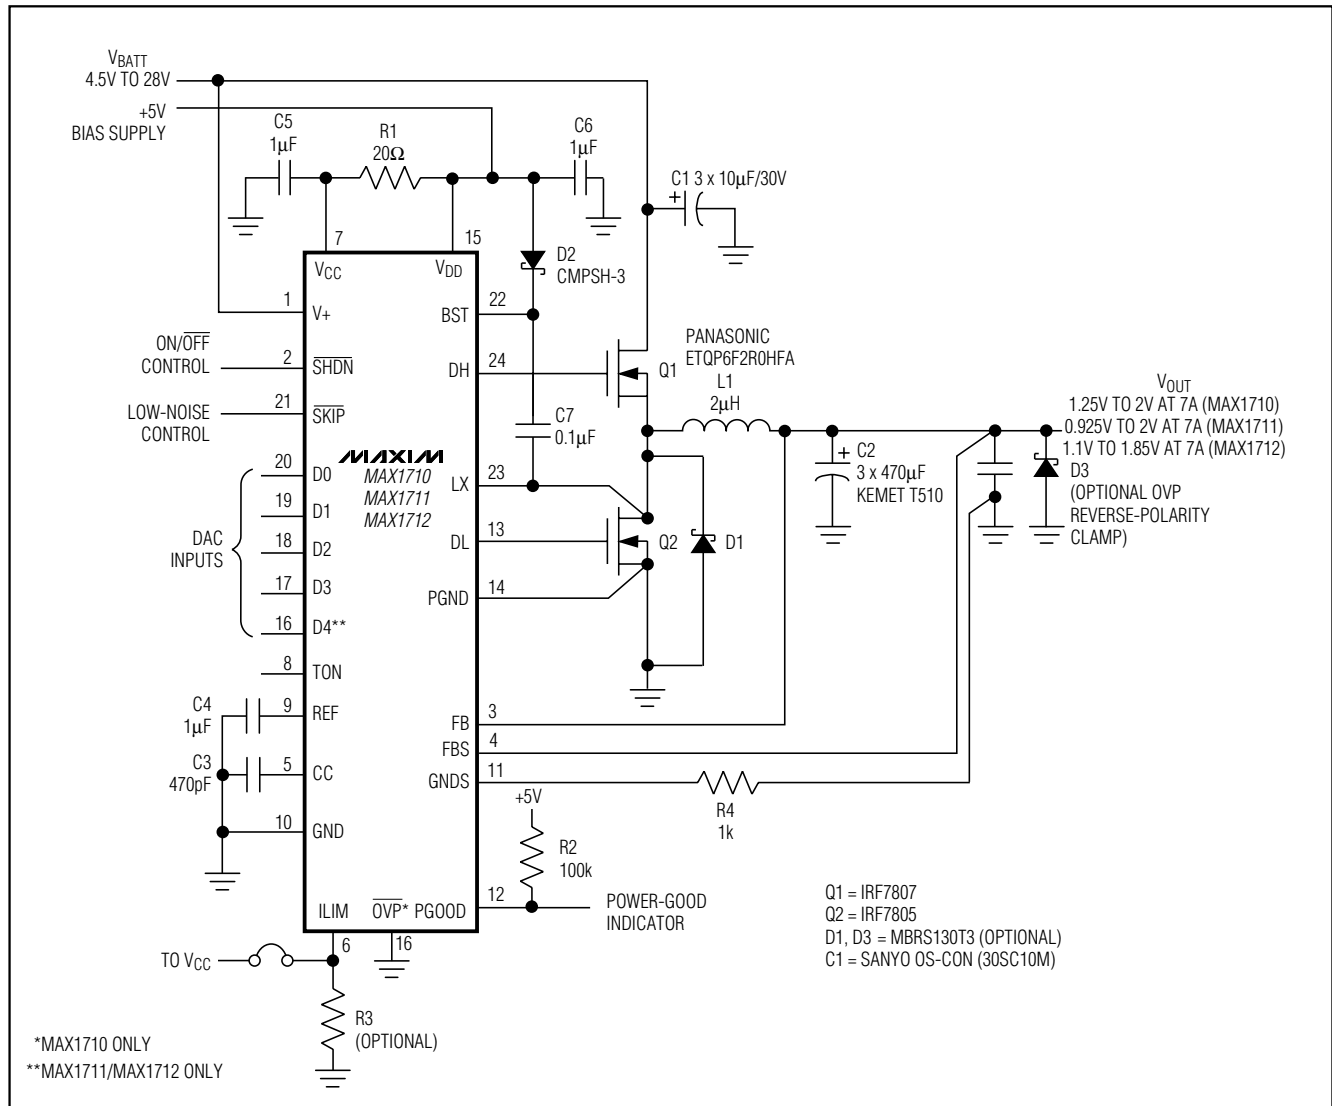 VBATT
4.5V TO 28V
+5V
BIAS SUPPLY
C5
1µF
R1
20Ω
C6
1µF
C1 3 x 10µF/30V
+
7
15
VCC
VDD
D2
CMPSH-3
1
V+
BST
22
ON/OFF
CONTROL
2
SHDN
DH
24
Q1
PANASONIC
ETQP6F2R0HFA
L1
2µH
LOW-NOISE
CONTROL
21
SKIP
C7
0.1µF
VOUT
1.25V TO 2V AT 7A (MAX1710)
0.925V TO 2V AT 7A (MAX1711)
1.1V TO 1.85V AT 7A (MAX1712)
MAXIM
MAX1710
MAX1711
MAX1712
+
C2
3 x 470µF
KEMET T510
D3
(OPTIONAL OVP
REVERSE-POLARITY
CLAMP)
DAC
INPUTS
20
D0
19
D1
18
D2
17
D3
16
D4**
LX
23
DL
13
Q2
D1
PGND
14
8
TON
C4
1µF
9
REF
FB
3
FBS
4
C3
470pF
5
CC
GNDS
11
R4
1k
10
GND
+5V
R2
100k
ILIM
OVP*
PGOOD
12
POWER-GOOD
INDICATOR
6
16
TO VCC
R3
(OPTIONAL)
Q1 = IRF7807
Q2 = IRF7805
D1, D3 = MBRS130T3 (OPTIONAL)
C1 = SANYO OS-CON (30SC10M)
*MAX1710 ONLY
**MAX1711/MAX1712 ONLY